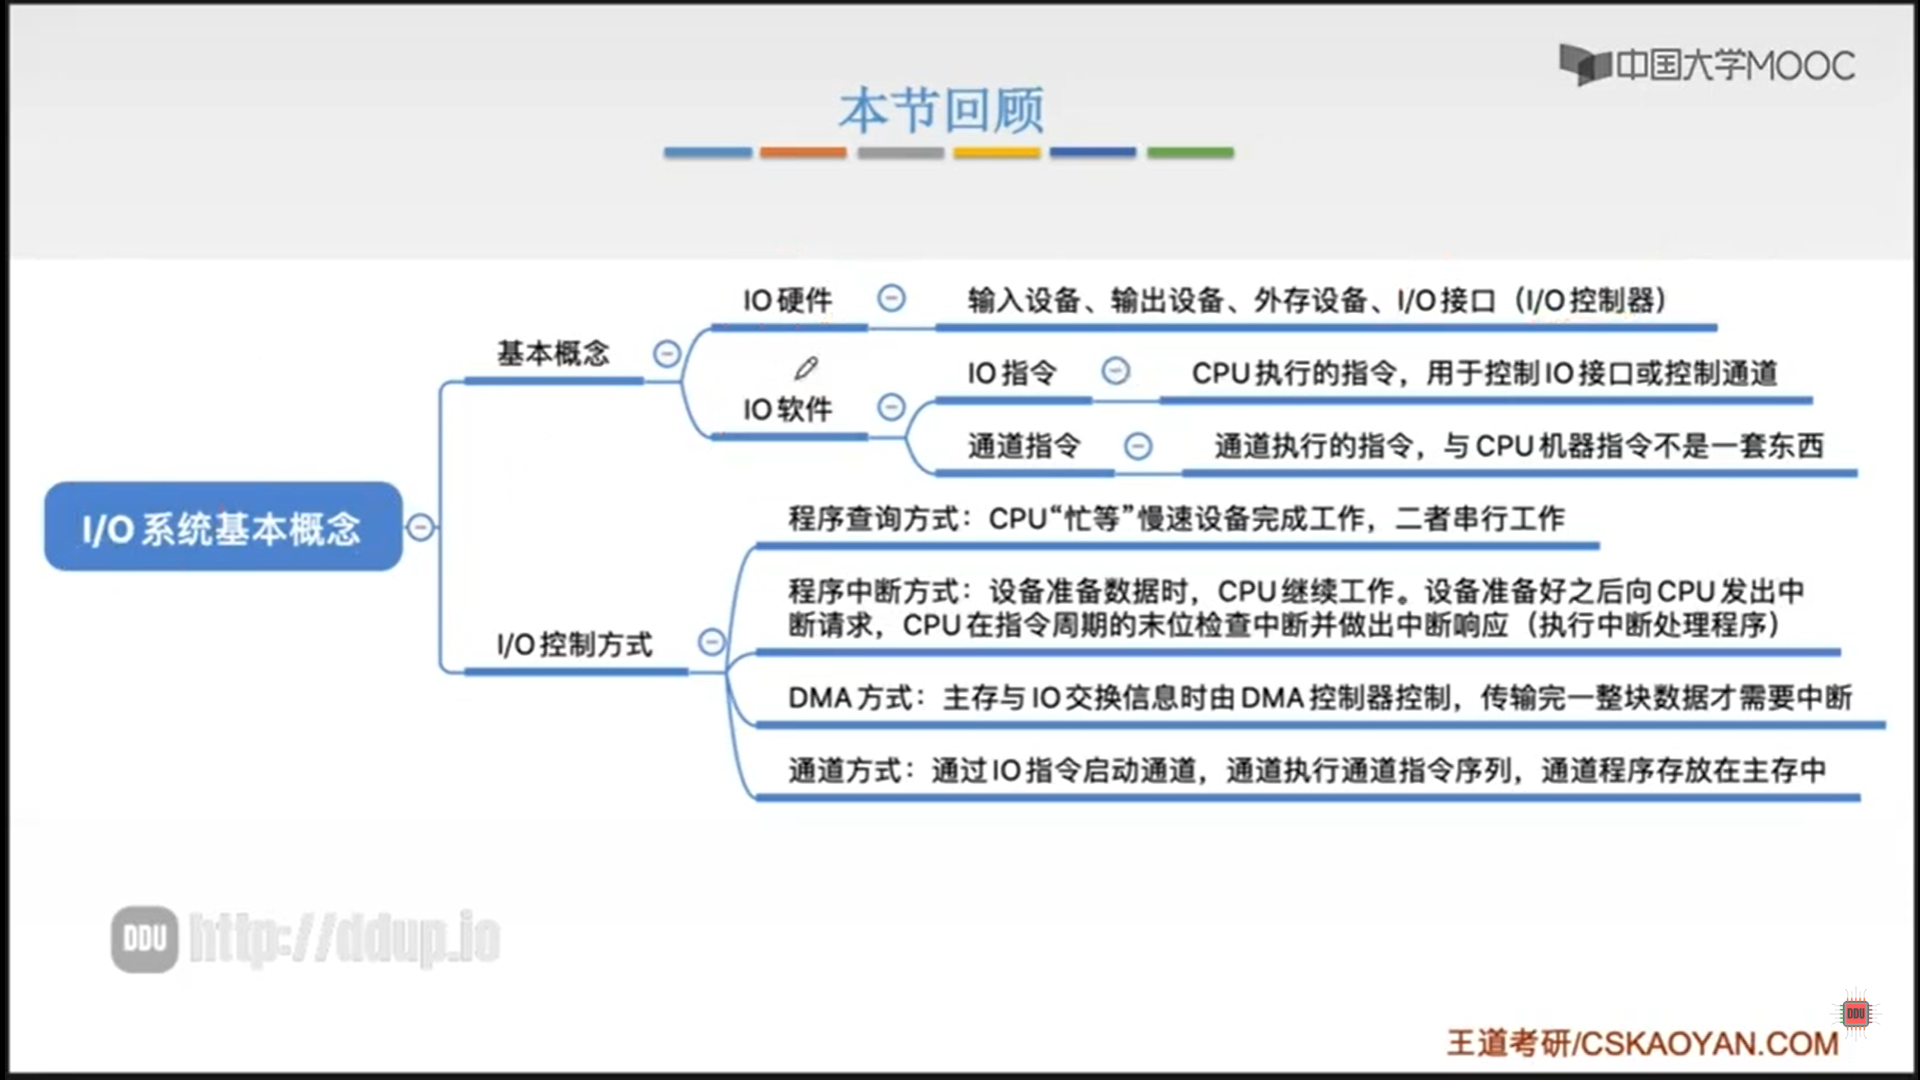 中国大学MOOC
本节回顾
IO硬件
输入设备、输出设备、外存设备、I/O接口（I/O控制器）
基本概念
IO指令
CPU执行的指令，用于控制IO接口或控制通道
IO软件
通道指令
通道执行的指令，与CPU机器指令不是一套东西
I/O系统基本概念
程序查询方式：CPU“忙等”慢速设备完成工作，二者串行工作
程序中断方式：设备准备数据时，CPU继续工作。设备准备好之后向CPU发出中
断请求，CPU在指令周期的末位检查中断并做出中断响应（执行中断处理程序）
I/O控制方式
DMA方式：主存与IO交换信息时由DMA控制器控制，传输完一整块数据才需要中断
通道方式：通过IO指令启动通道，通道执行通道指令序列，通道程序存放在主存中
DDU http://ddup.io
DDU
王道考研/CSKAOYAN.COM